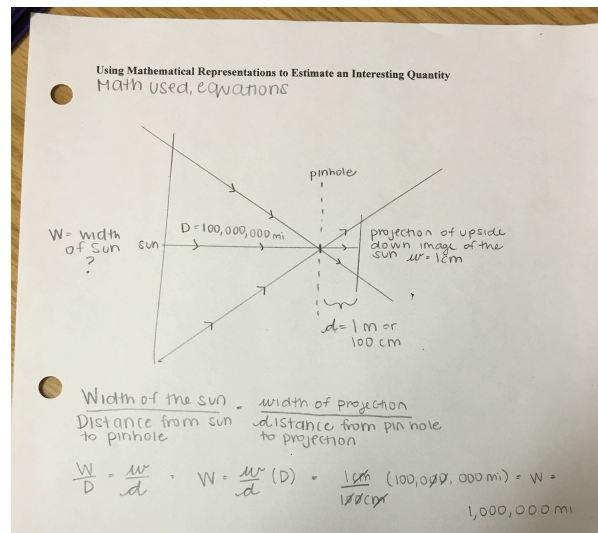 Using Mathematical Representations to Estimate an Interesting Quantity
Math used, equations
pinhole
W = width
of Sun
?
sun
D = 100,000,000 mi
projection of upside
down image of the
sun w = 1cm
d = 1 m or
100 cm
Width of the sun = width of projection
Distance from sun to pinhole distance from pin hole to projection
W/D = w/d = W = w/d (D) = 1cm/100cm (100,000,000 mi) = W =
1,000,000 mi